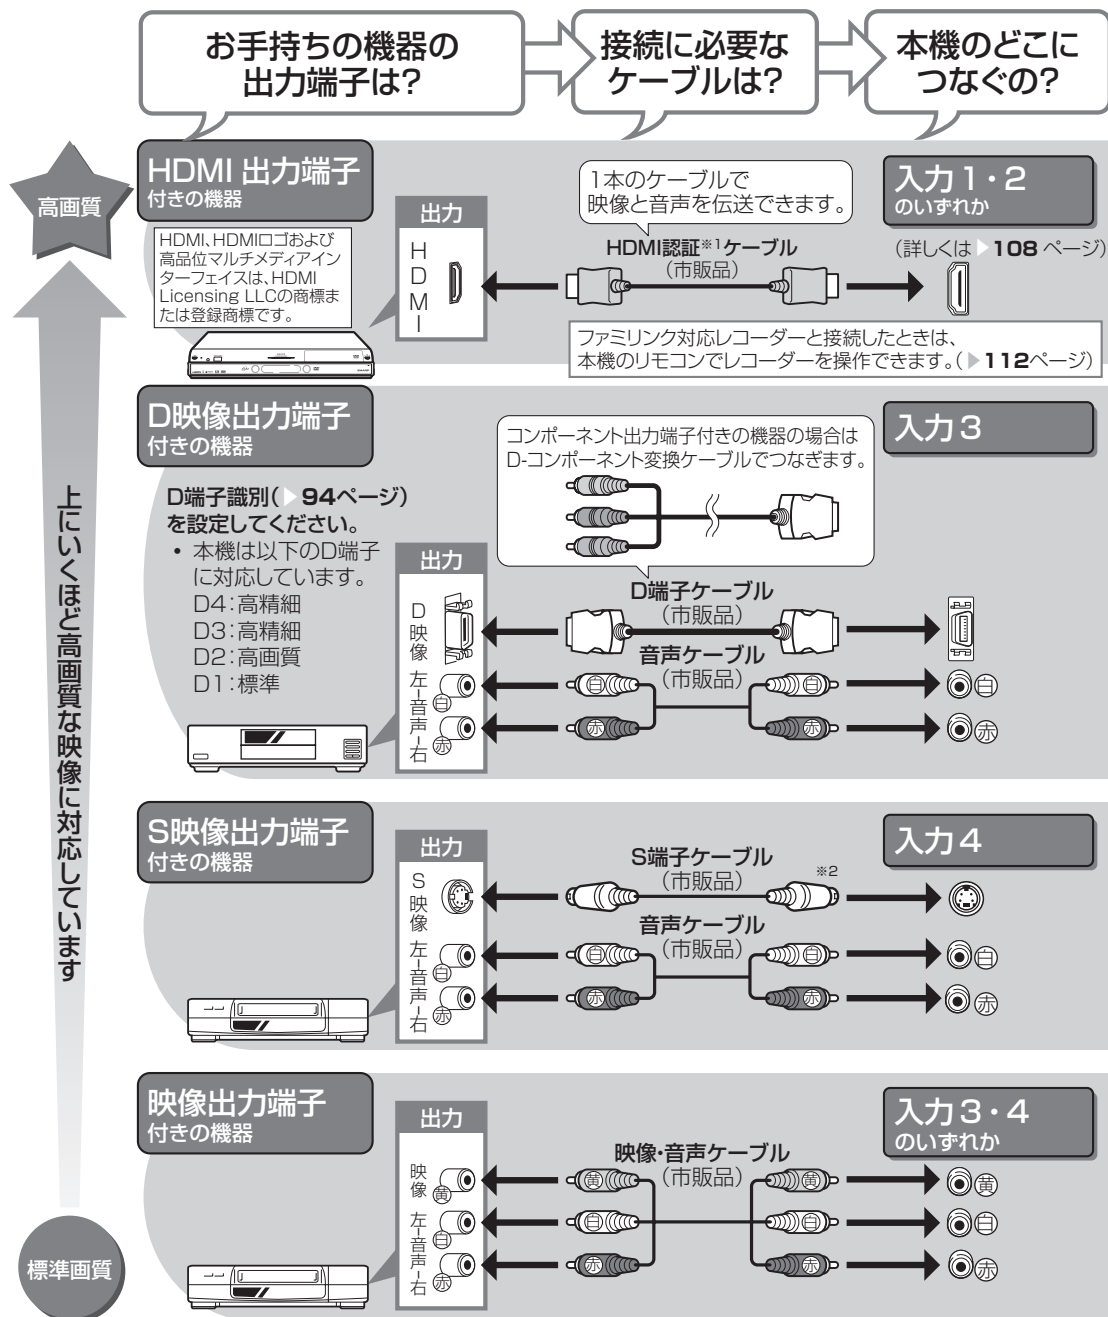 お手持ちの機器の
出力端子は?
接続に必要な
ケーブルは?
本機のどこに
つなぐの?
高画質
上にいくほど高画質な映像に対応しています
標準画質
HDMI 出力端子
付きの機器
HDMI、HDMIロゴおよび
高品位マルチメディアイン
ターフェイスは、HDMI
Licensing LLCの商標ま
たは登録商標です。
出力
HDMI
1本のケーブルで
映像と音声を伝送できます。
HDMI認証※1ケーブル
(市販品)
入力1・2
のいずれか
(詳しくは 108 ページ)
ファミリンク対応レコーダーと接続したときは、
本機のリモコンでレコーダーを操作できます。( 112ページ)
D映像出力端子
付きの機器
D端子識別( 94ページ)
を設定してください。
• 本機は以下のD端子
に対応しています。
D4:高精細
D3:高精細
D2:高画質
D1:標準
出力
D映像
左-音声-右
白
赤
コンポーネント出力端子付きの機器の場合は
D-コンポーネント変換ケーブルでつなぎます。
D端子ケーブル
(市販品)
音声ケーブル
(市販品)
白 白
赤 赤
入力3
白
赤
S映像出力端子
付きの機器
出力
S映像
左-音声-右
白
赤
S端子ケーブル
(市販品)
※2
音声ケーブル
(市販品)
白 白
赤 赤
入力4
白
赤
映像出力端子
付きの機器
出力
映像
黄
左-音声-右
白
赤
映像・音声ケーブル
(市販品)
黄 黄
白 白
赤 赤
入力3・4
のいずれか
黄
白
赤